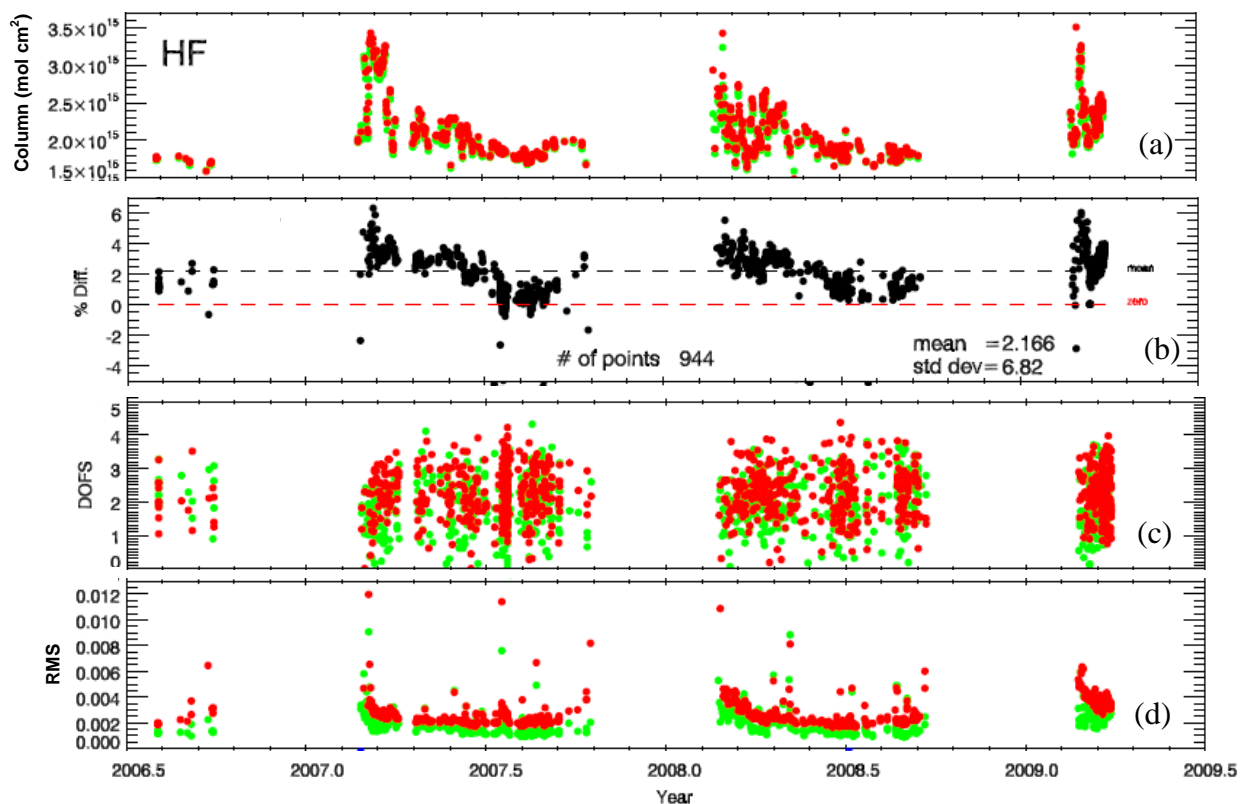 HF
Column (mol cm²)
3.5×10¹⁵
3.0×10¹⁵
2.5×10¹⁵
2.0×10¹⁵
1.5×10¹⁵
(a)
% Diff.
6
4
2
0
-2
-4
mean
zero
# of points 944
mean =2.166
std dev=6.82
(b)
DOFS
5
4
3
2
1
0
(c)
RMS
0.012
0.010
0.008
0.006
0.004
0.002
0.000
(d)
2006.5 2007.0 2007.5 2008.0 2008.5 2009.0 2009.5
Year